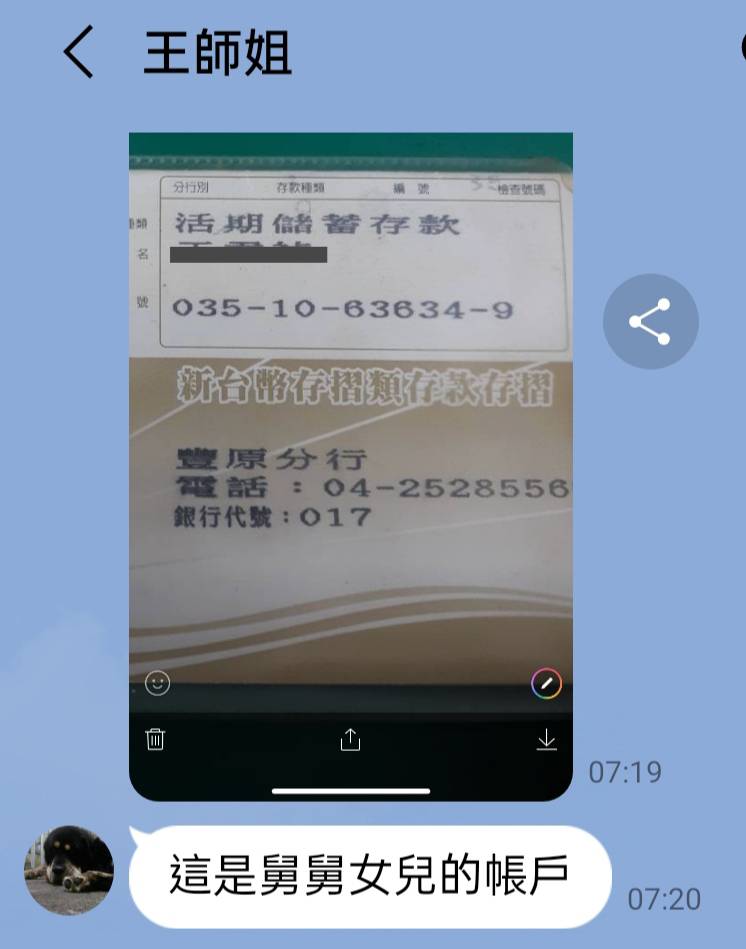 王師姐
分行別 存款種類 編 號 檢查號碼
種類 活期儲蓄存款
名
號 035-10-63634-9
新台幣存摺類存款存摺
豐原分行
電話：04-2528556
銀行代號：017
07:19
這是舅舅女兒的帳戶
07:20